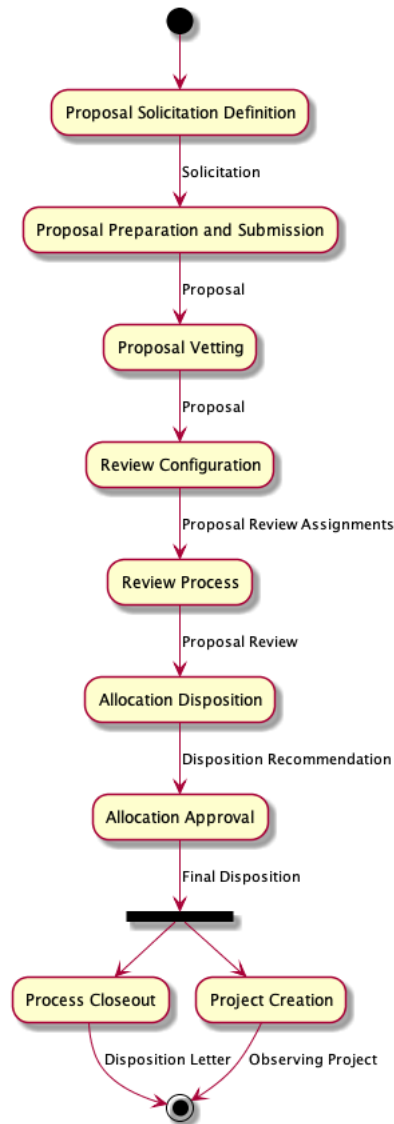 Proposal Solicitation Definition
Solicitation
Proposal Preparation and Submission
Proposal
Proposal Vetting
Proposal
Review Configuration
Proposal Review Assignments
Review Process
Proposal Review
Allocation Disposition
Disposition Recommendation
Allocation Approval
Final Disposition
Process Closeout
Project Creation
Disposition Letter
Observing Project